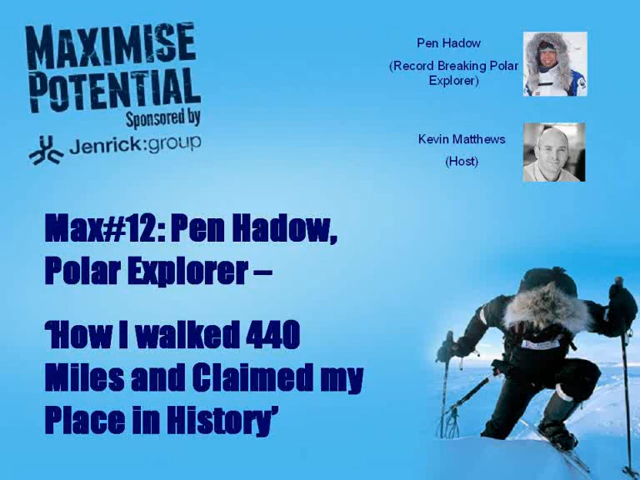 MAXIMISE
POTENTIAL
Sponsored by
Jenrick:group
Pen Hadow
(Record Breaking Polar
Explorer)
Kevin Matthews
(Host)
Max#12: Pen Hadow,
Polar Explorer –
‘How I walked 440
Miles and Claimed my
Place in History’